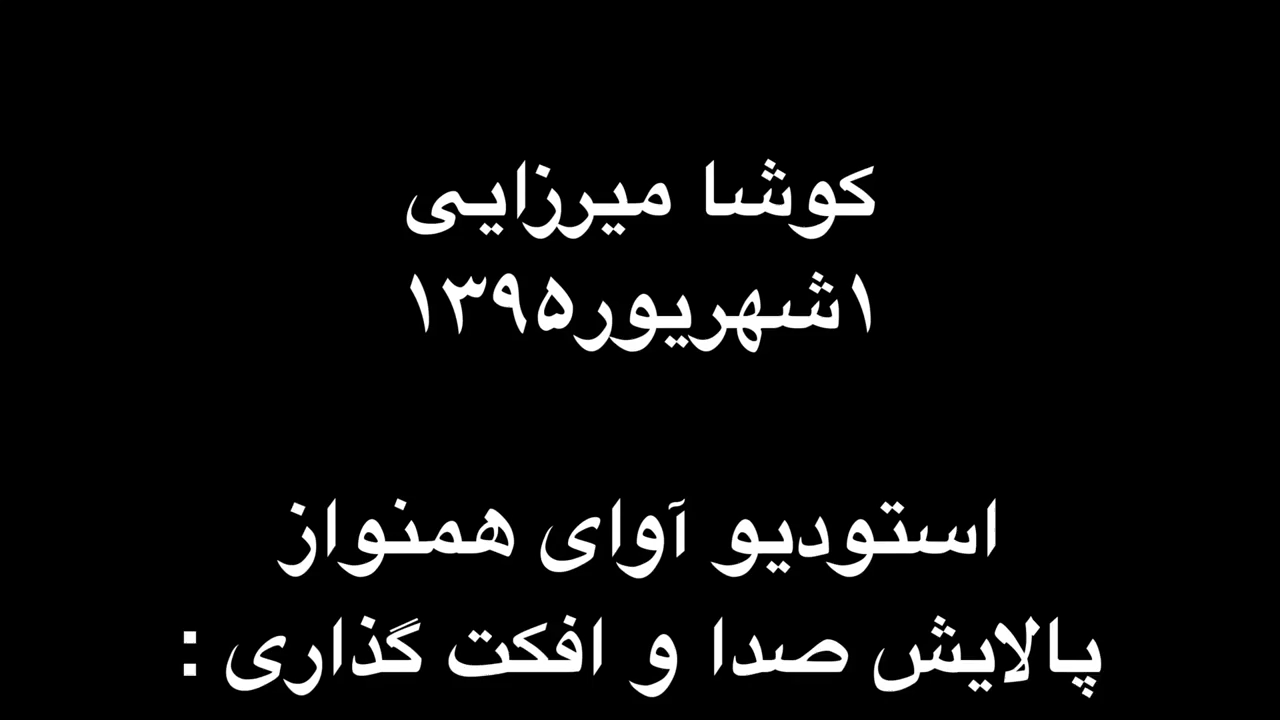 کوشا میرزایی
۱شهریور۱۳۹۵
استودیو آوای همنواز
پالایش صدا و افکت گذاری :